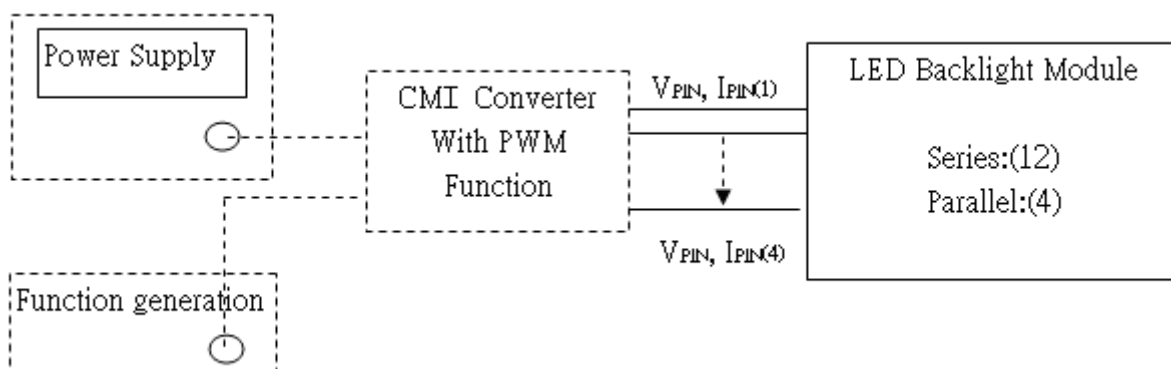 Power Supply
CMI Converter
With PWM
Function
VPIN, IPIN(1)
VPIN, IPIN(4)
LED Backlight Module
Series:(12)
Parallel:(4)
Function generation